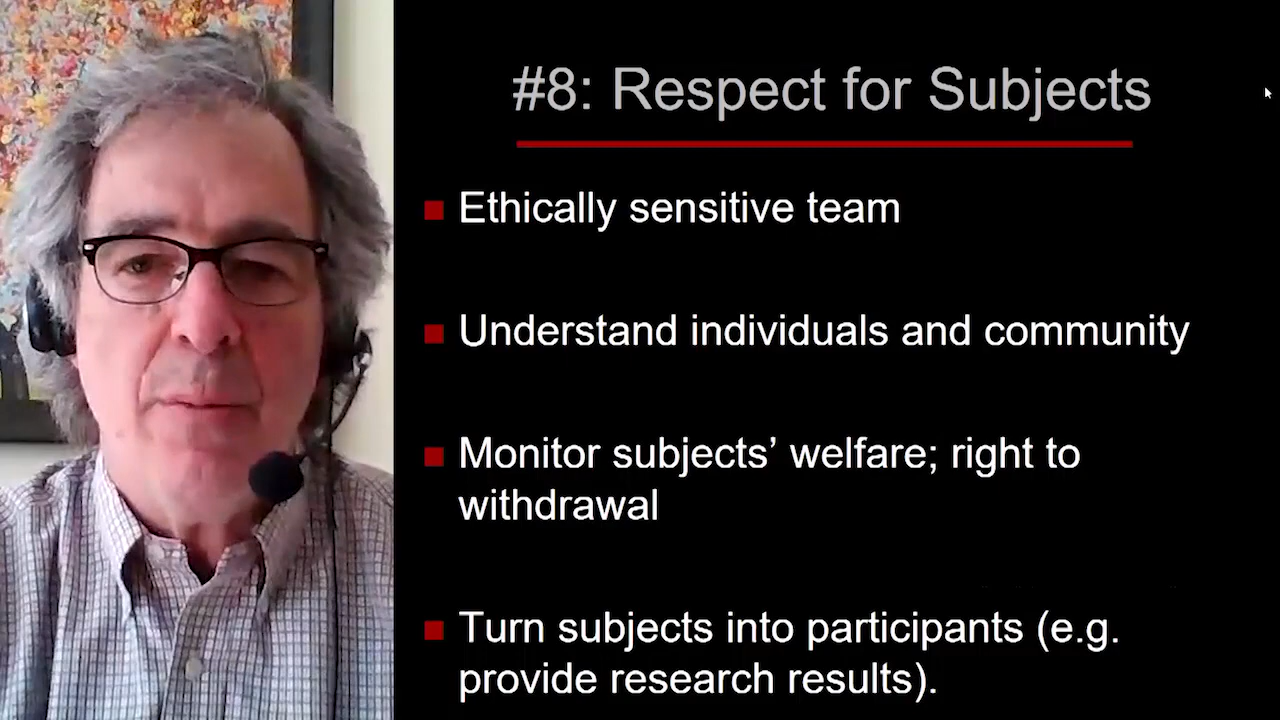 #8: Respect for Subjects
Ethically sensitive team
Understand individuals and community
Monitor subjects’ welfare; right to
withdrawal
Turn subjects into participants (e.g.
provide research results).